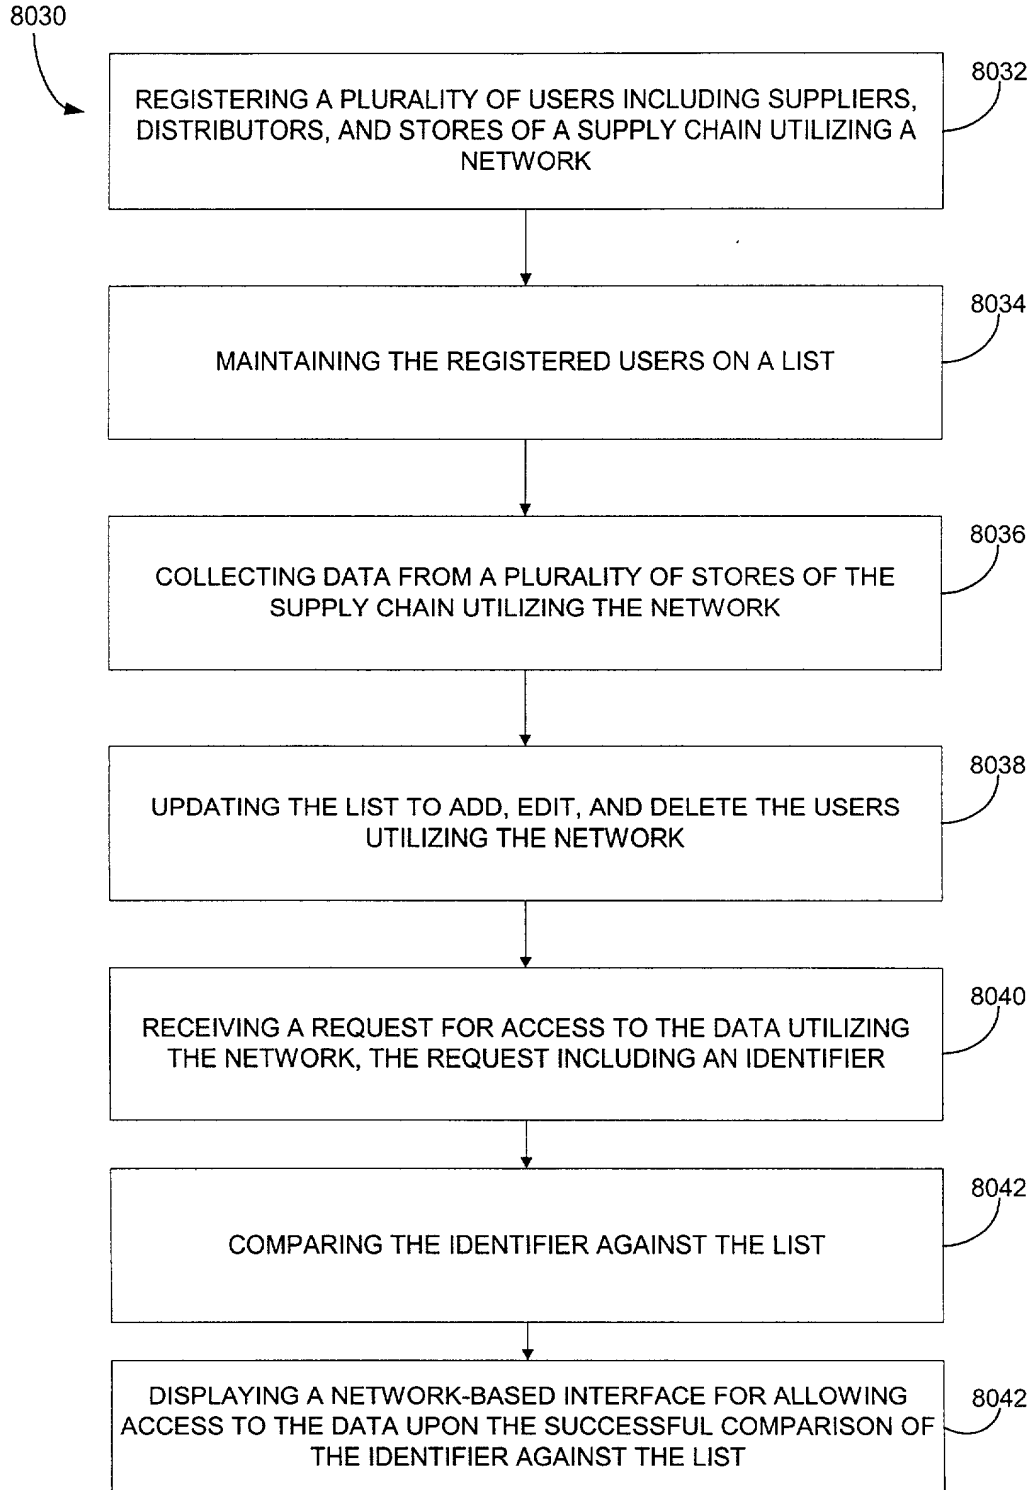 8030
8032
REGISTERING A PLURALITY OF USERS INCLUDING SUPPLIERS,
DISTRIBUTORS, AND STORES OF A SUPPLY CHAIN UTILIZING A
NETWORK
8034
MAINTAINING THE REGISTERED USERS ON A LIST
8036
COLLECTING DATA FROM A PLURALITY OF STORES OF THE
SUPPLY CHAIN UTILIZING THE NETWORK
8038
UPDATING THE LIST TO ADD, EDIT, AND DELETE THE USERS
UTILIZING THE NETWORK
8040
RECEIVING A REQUEST FOR ACCESS TO THE DATA UTILIZING
THE NETWORK, THE REQUEST INCLUDING AN IDENTIFIER
8042
COMPARING THE IDENTIFIER AGAINST THE LIST
8042
DISPLAYING A NETWORK-BASED INTERFACE FOR ALLOWING
ACCESS TO THE DATA UPON THE SUCCESSFUL COMPARISON OF
THE IDENTIFIER AGAINST THE LIST